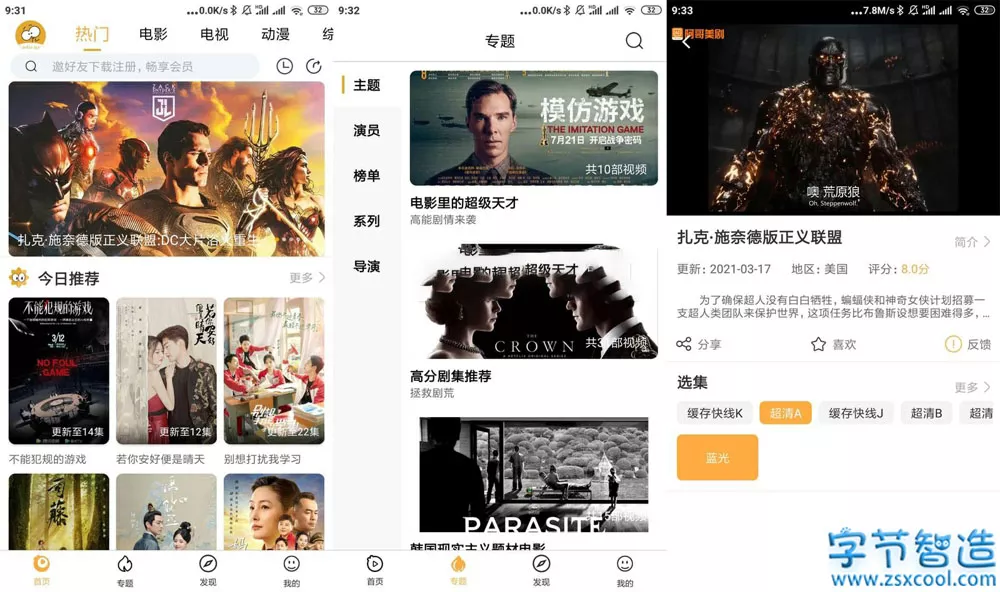 9:31
...0.0K/s
32
热门
电影
电视
动漫
综
邀好友下载注册，畅享会员
ZACK SNYDER'S
JL
扎克·施奈德版正义联盟:DC大片浴火重生
今日推荐
更多
不能犯规的游戏
3/12
NO FOUL
GAME
更新至14集
若你安好便是晴天
更新至12集
别想打扰我学习
更新至22集
不能犯规的游戏
若你安好便是晴天
别想打扰我学习
首页
专题
发现
我的
9:32
...0.0K/s
32
专题
主题
演员
榜单
系列
导演
模仿游戏
THE IMITATION GAME
7月21日 开启战争密码
共10部视频
电影里的超级天才
高能剧情来袭
电影里的超级天才
THE CROWN
高分剧集推荐
拯救剧荒
PARASITE
韩国现实主义题材电影
首页
专题
发现
我的
9:33
...7.8M/s
32
阿哥美剧
噢 荒原狼
Oh, Steppenwolf.
扎克·施奈德版正义联盟
简介
更新：2021-03-17
地区：美国
评分：8.0分
为了确保超人没有白白牺牲，蝙蝠侠和神奇女侠计划招募一
支超人类团队来保护世界，这项任务比布鲁斯设想要困难得多，...
分享
喜欢
反馈
选集
更多
缓存快线K
超清A
缓存快线J
超清B
超清
蓝光
字节智造
www.zsxcool.com